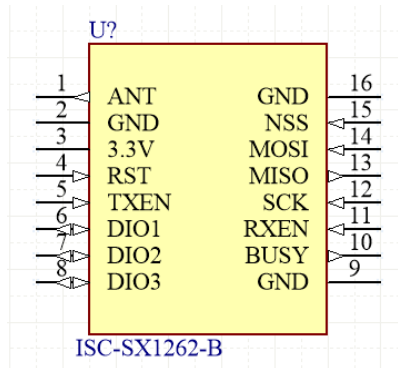 U?
1 ANT GND 16
2 GND NSS 15
3 3.3V MOSI 14
4 RST MISO 13
5 TXEN SCK 12
6 DIO1 RXEN 11
7 DIO2 BUSY 10
8 DIO3 GND 9
ISC-SX1262-B